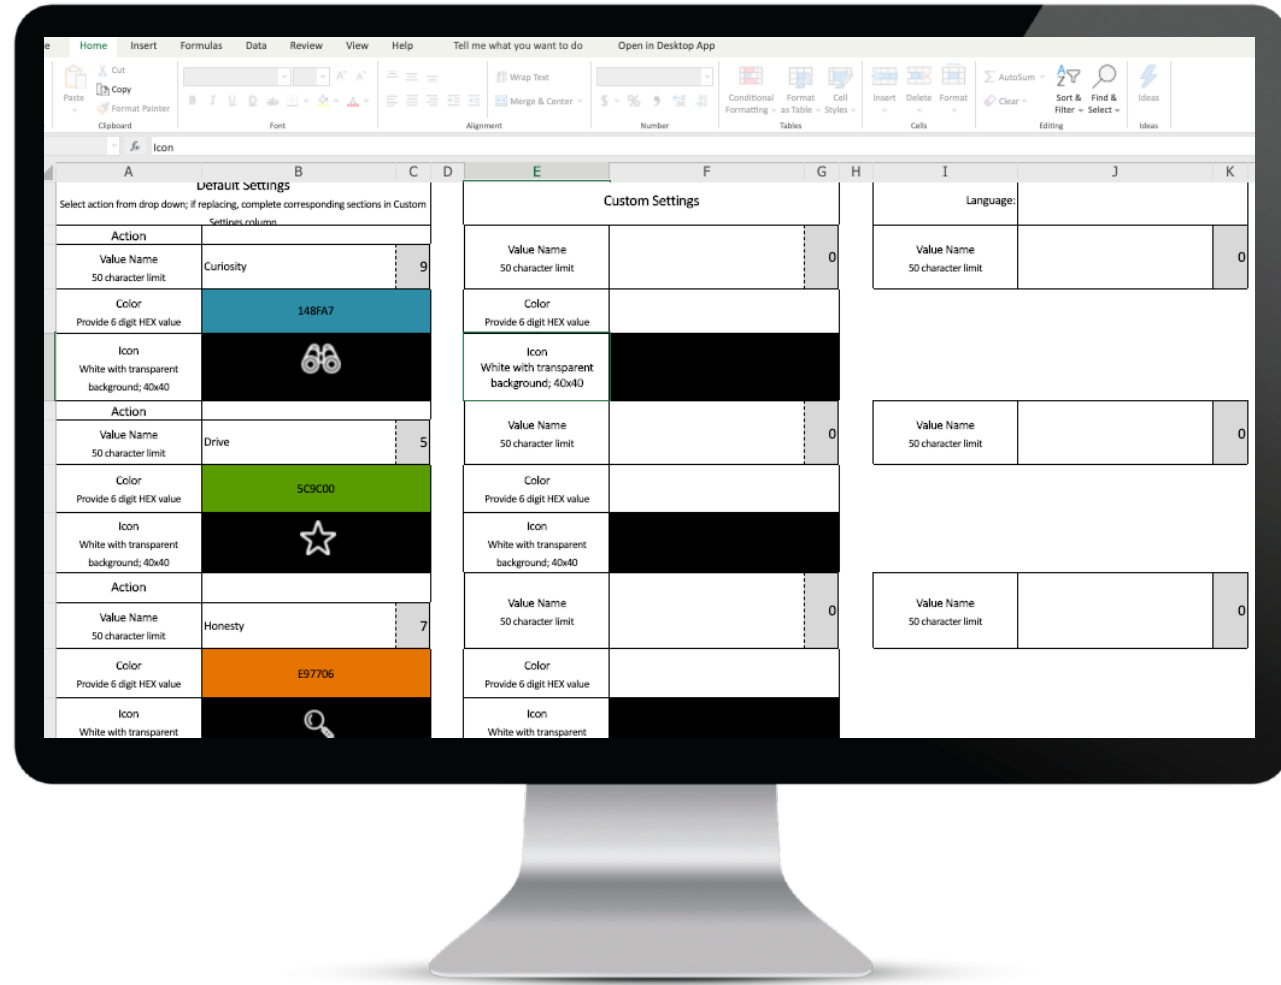 Home Insert Formulas Data Review View Help Tell me what you want to do Open in Desktop App
Paste
Cut
Copy
Format Painter
Clipboard
B I U D ab A
Font
Wrap Text
Merge & Center
Alignment
$ % 9
Number
Conditional Formatting
Format as Table
Cell Styles
Tables
Insert Delete Format
Cells
AutoSum
Clear
Sort & Filter
Find & Select
Editing
Ideas
Ideas
fx Icon
A B C D E F G H I J K
Default Settings
Select action from drop down; if replacing, complete corresponding sections in Custom
Settings column
Custom Settings
Language:
Action
Value Name
50 character limit
Curiosity 9
Value Name
50 character limit
0
Value Name
50 character limit
0
Color
Provide 6 digit HEX value
148FA7
Color
Provide 6 digit HEX value
Icon
White with transparent
background; 40x40
Icon
White with transparent
background; 40x40
Action
Value Name
50 character limit
Drive 5
Value Name
50 character limit
0
Value Name
50 character limit
0
Color
Provide 6 digit HEX value
5C9C00
Color
Provide 6 digit HEX value
Icon
White with transparent
background; 40x40
Icon
White with transparent
background; 40x40
Action
Value Name
50 character limit
Honesty 7
Value Name
50 character limit
0
Value Name
50 character limit
0
Color
Provide 6 digit HEX value
E97706
Color
Provide 6 digit HEX value
Icon
White with transparent
Icon
White with transparent